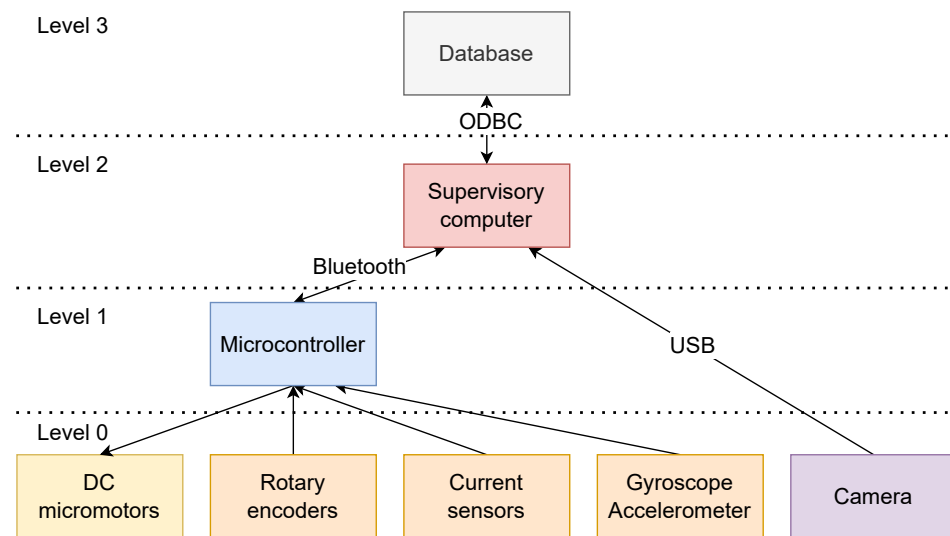 Level 3
Database
ODBC
Level 2
Supervisory
computer
Bluetooth
Level 1
Microcontroller
USB
Level 0
DC
micromotors
Rotary
encoders
Current
sensors
Gyroscope
Accelerometer
Camera